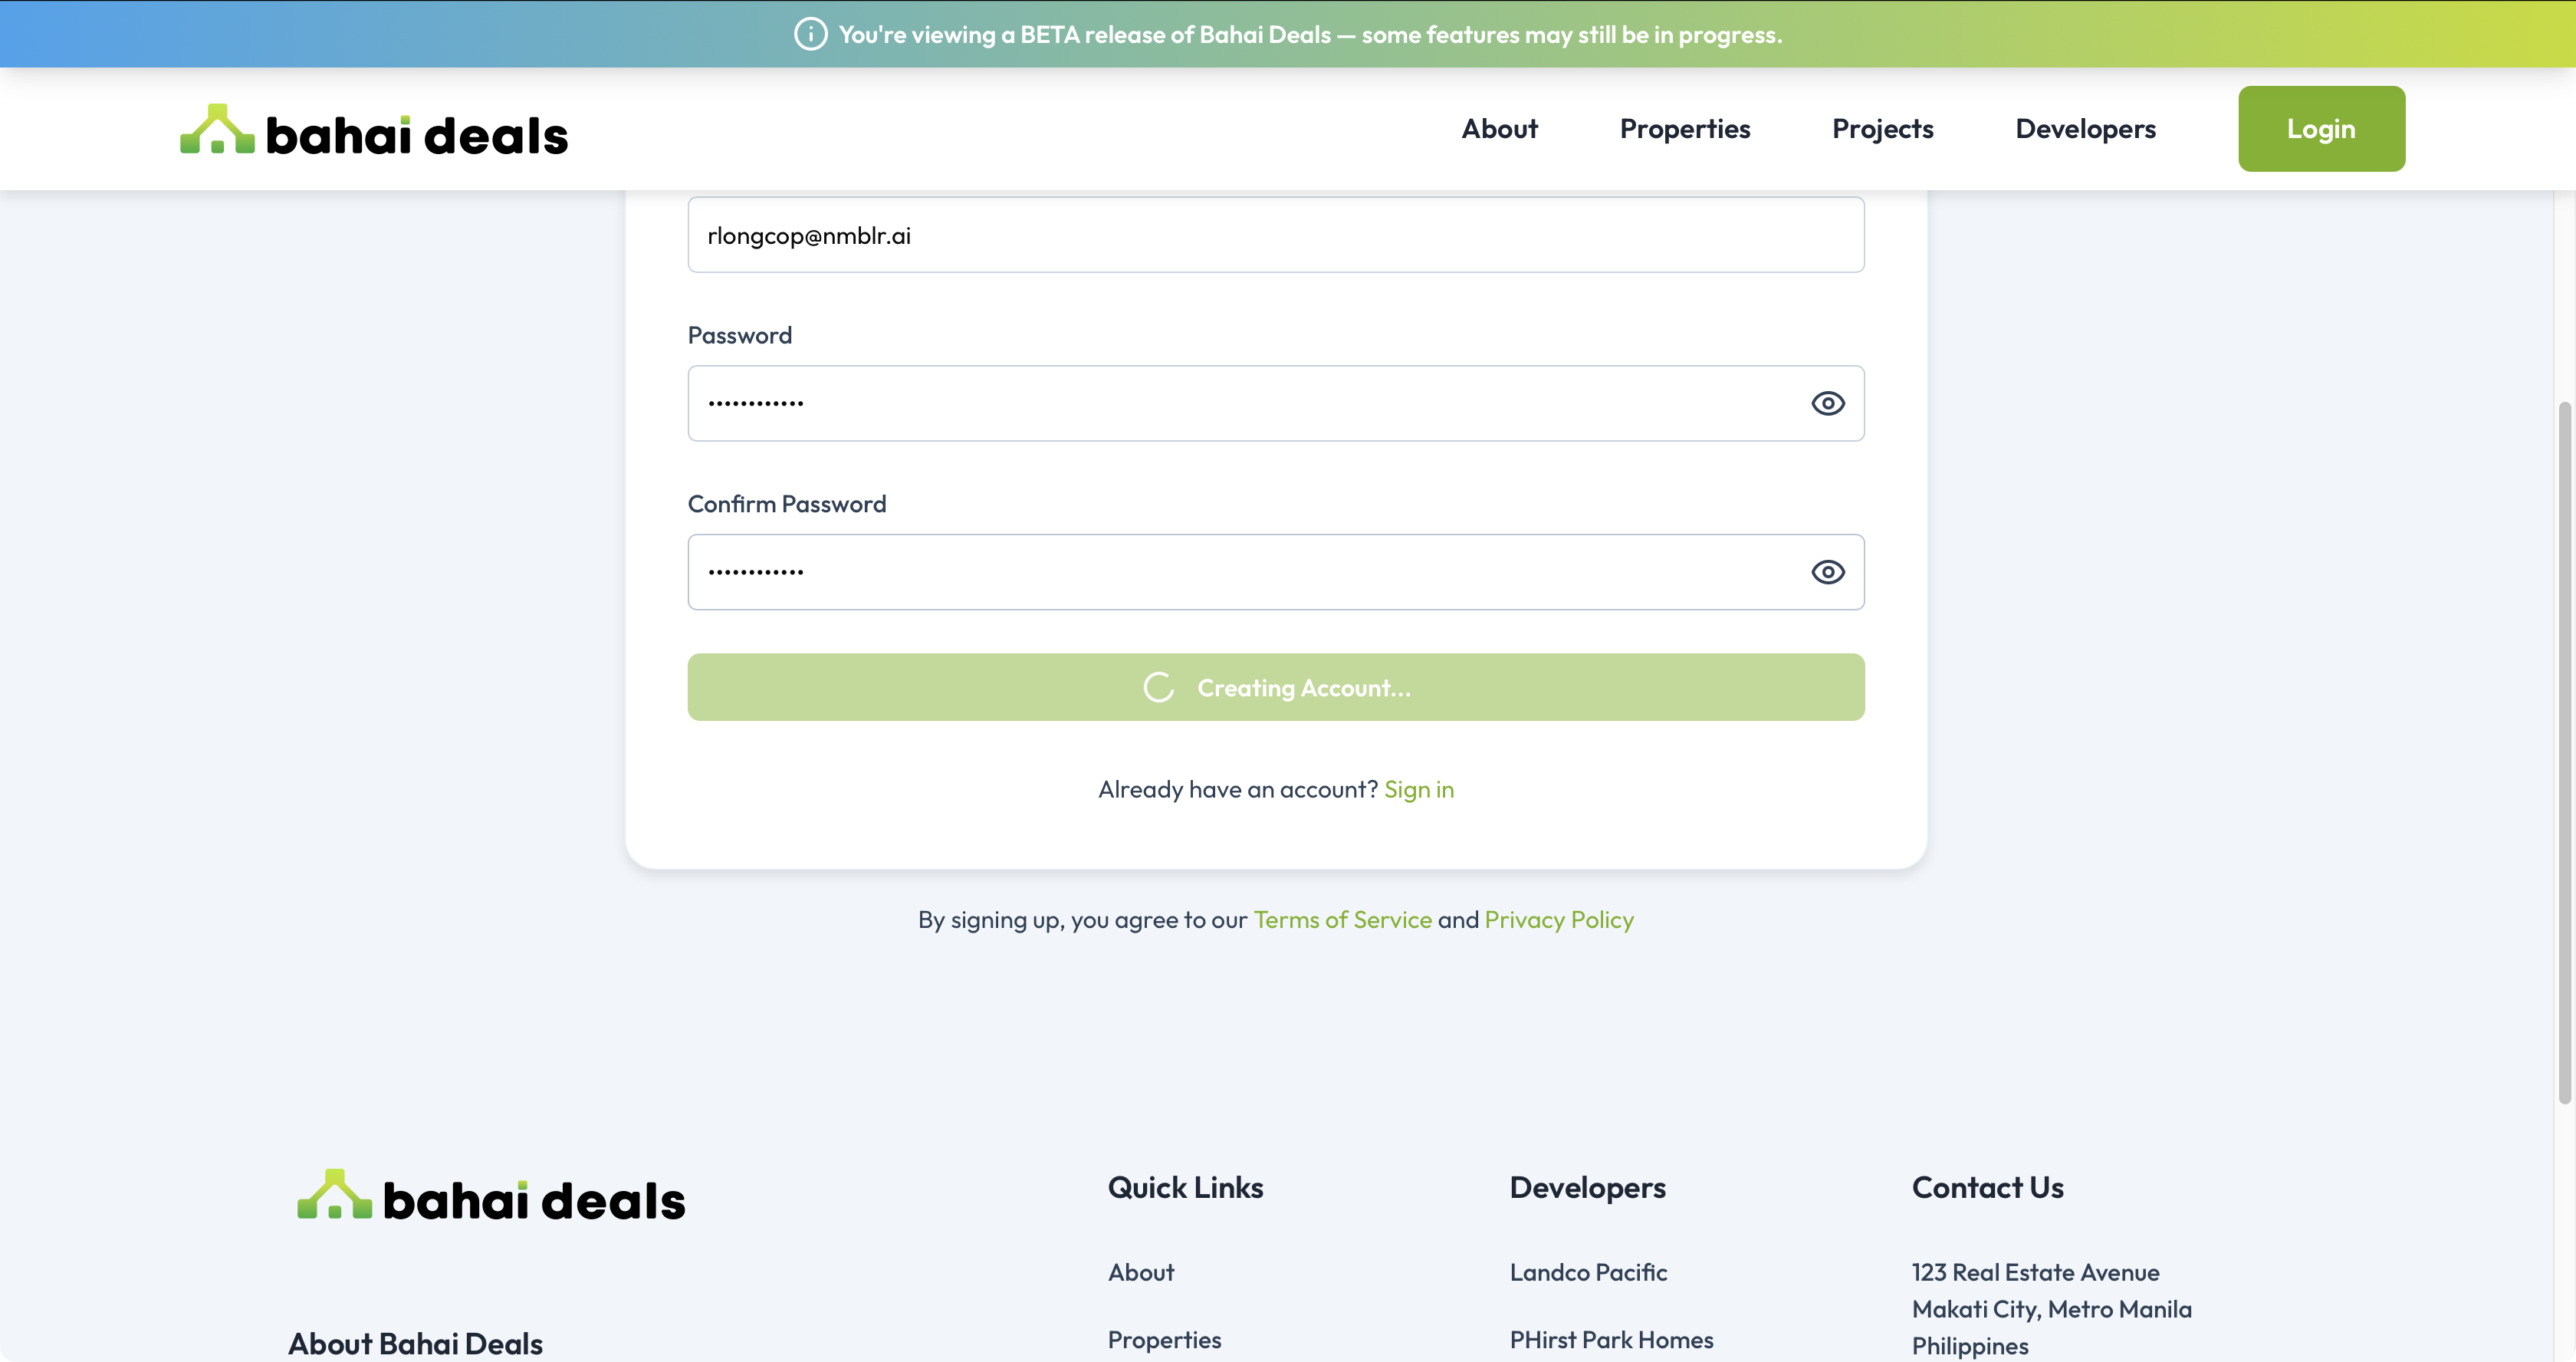 You're viewing a BETA release of Bahai Deals — some features may still be in progress.
bahai deals
About
Properties
Projects
Developers
Login
rlongcop@nmblr.ai
Password
••••••••••••
Confirm Password
••••••••••••
Creating Account...
Already have an account? Sign in
By signing up, you agree to our Terms of Service and Privacy Policy
bahai deals
About Bahai Deals
Quick Links
About
Properties
Developers
Landco Pacific
PHirst Park Homes
Contact Us
123 Real Estate Avenue
Makati City, Metro Manila
Philippines